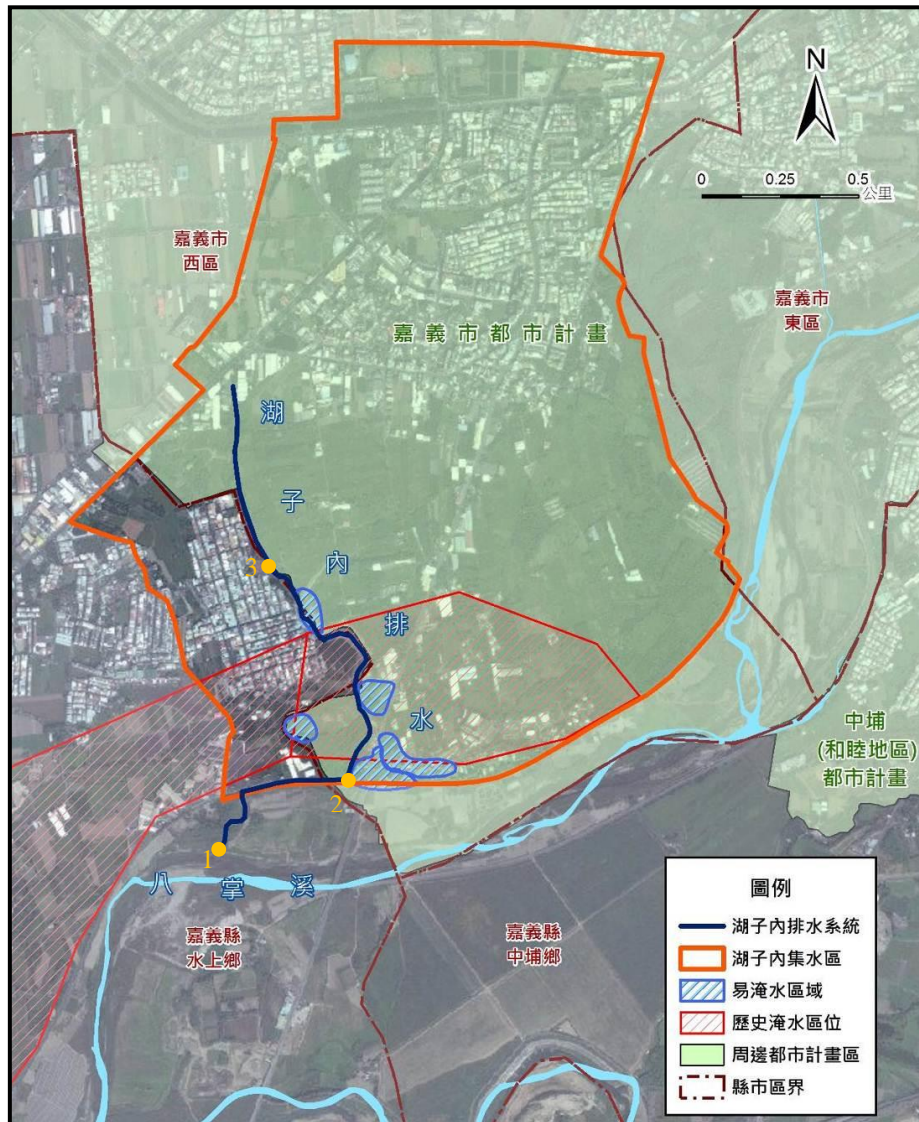 N
0 0.25 0.5
公里
嘉義市
西區
嘉義市
東區
嘉義市都市計畫
湖
子
內
排
水
3
2
1
中埔
(和睦地區)
都市計畫
八掌溪
嘉義縣
水上鄉
嘉義縣
中埔鄉
圖例
湖子內排水系統
湖子內集水區
易淹水區域
歷史淹水區位
周邊都市計畫區
縣市區界